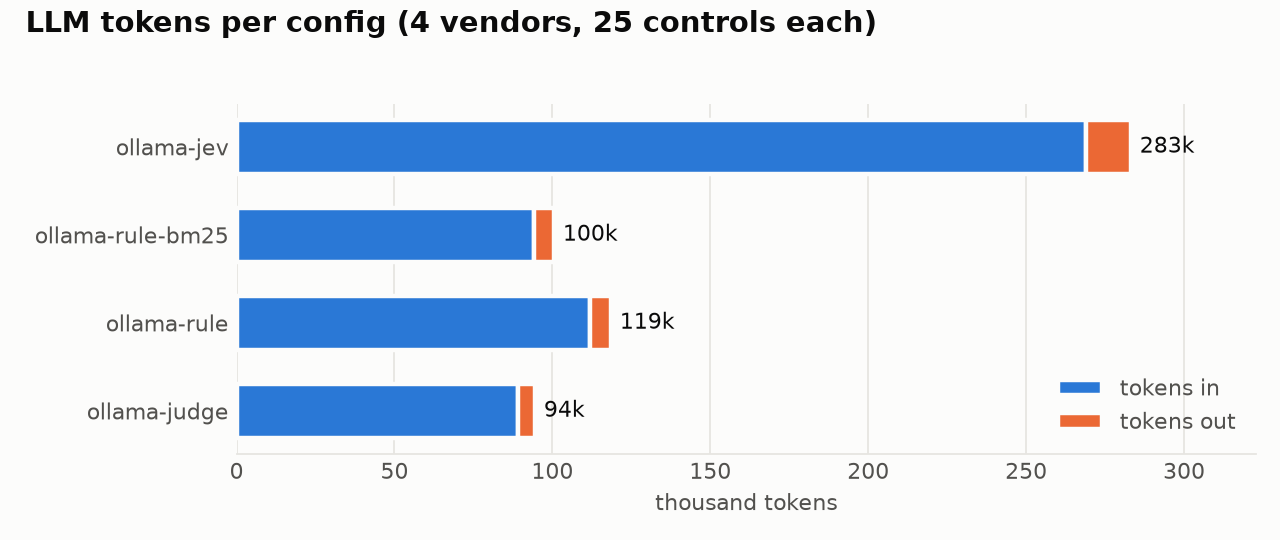 LLM tokens per config (4 vendors, 25 controls each)
ollama-jev
283k
ollama-rule-bm25
100k
ollama-rule
119k
ollama-judge
94k
tokens in
tokens out
0 50 100 150 200 250 300
thousand tokens